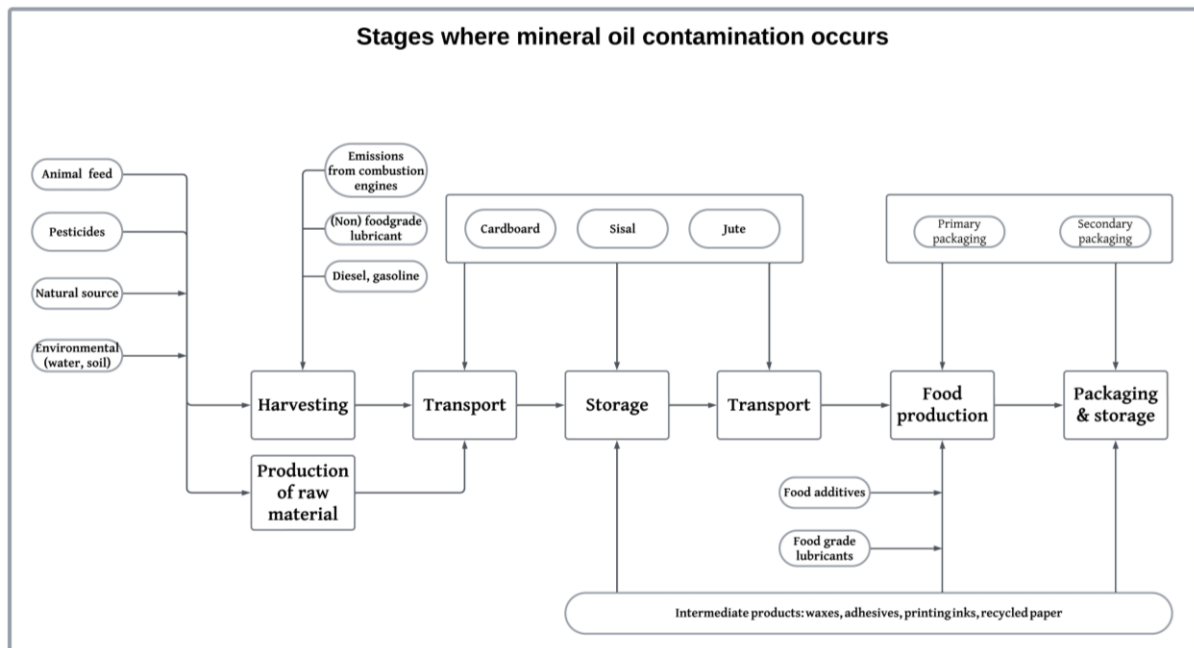 Stages where mineral oil contamination occurs
Animal feed
Pesticides
Natural source
Environmental
(water, soil)
Emissions
from combustion
engines
(Non) foodgrade
lubricant
Diesel, gasoline
Cardboard
Sisal
Jute
Primary
packaging
Secondary
packaging
Harvesting
Transport
Storage
Transport
Food
production
Packaging
& storage
Production
of raw
material
Food additives
Food grade
lubricants
Intermediate products: waxes, adhesives, printing inks, recycled paper